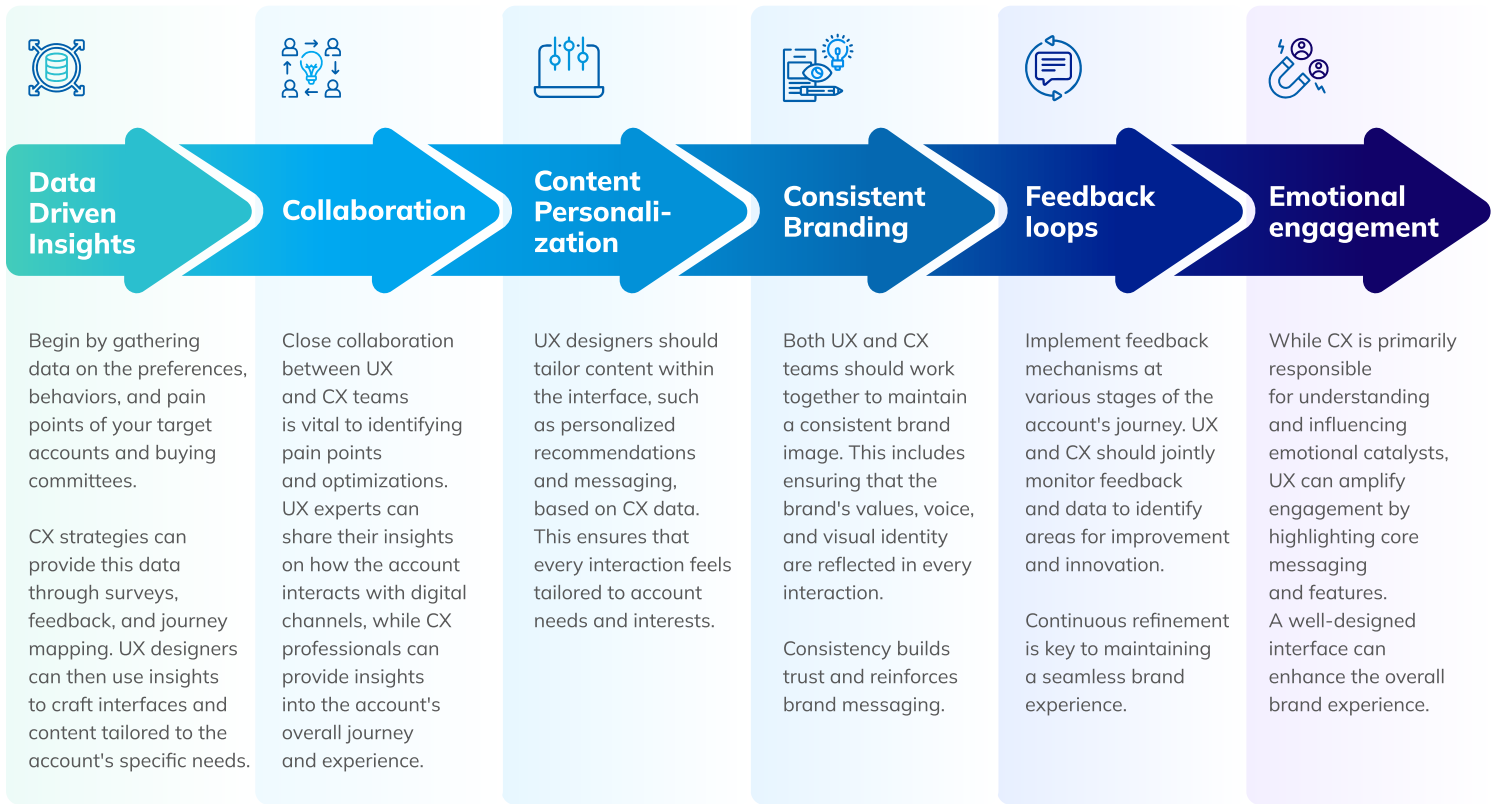 Data
Driven
Insights
Collaboration
Content
Personali-
zation
Consistent
Branding
Feedback
loops
Emotional
engagement
Begin by gathering
data on the preferences,
behaviors, and pain
points of your target
accounts and buying
committees.
CX strategies can
provide this data
through surveys,
feedback, and journey
mapping. UX designers
can then use insights
to craft interfaces and
content tailored to the
account's specific needs.
Close collaboration
between UX
and CX teams
is vital to identifying
pain points
and optimizations.
UX experts can
share their insights
on how the account
interacts with digital
channels, while CX
professionals can
provide insights
into the account's
overall journey
and experience.
UX designers should
tailor content within
the interface, such
as personalized
recommendations
and messaging,
based on CX data.
This ensures that
every interaction feels
tailored to account
needs and interests.
Both UX and CX
teams should work
together to maintain
a consistent brand
image. This includes
ensuring that the
brand's values, voice,
and visual identity
are reflected in every
interaction.
Consistency builds
trust and reinforces
brand messaging.
Implement feedback
mechanisms at
various stages of the
account's journey. UX
and CX should jointly
monitor feedback
and data to identify
areas for improvement
and innovation.
Continuous refinement
is key to maintaining
a seamless brand
experience.
While CX is primarily
responsible
for understanding
and influencing
emotional catalysts,
UX can amplify
engagement by
highlighting core
messaging
and features.
A well-designed
interface can
enhance the overall
brand experience.